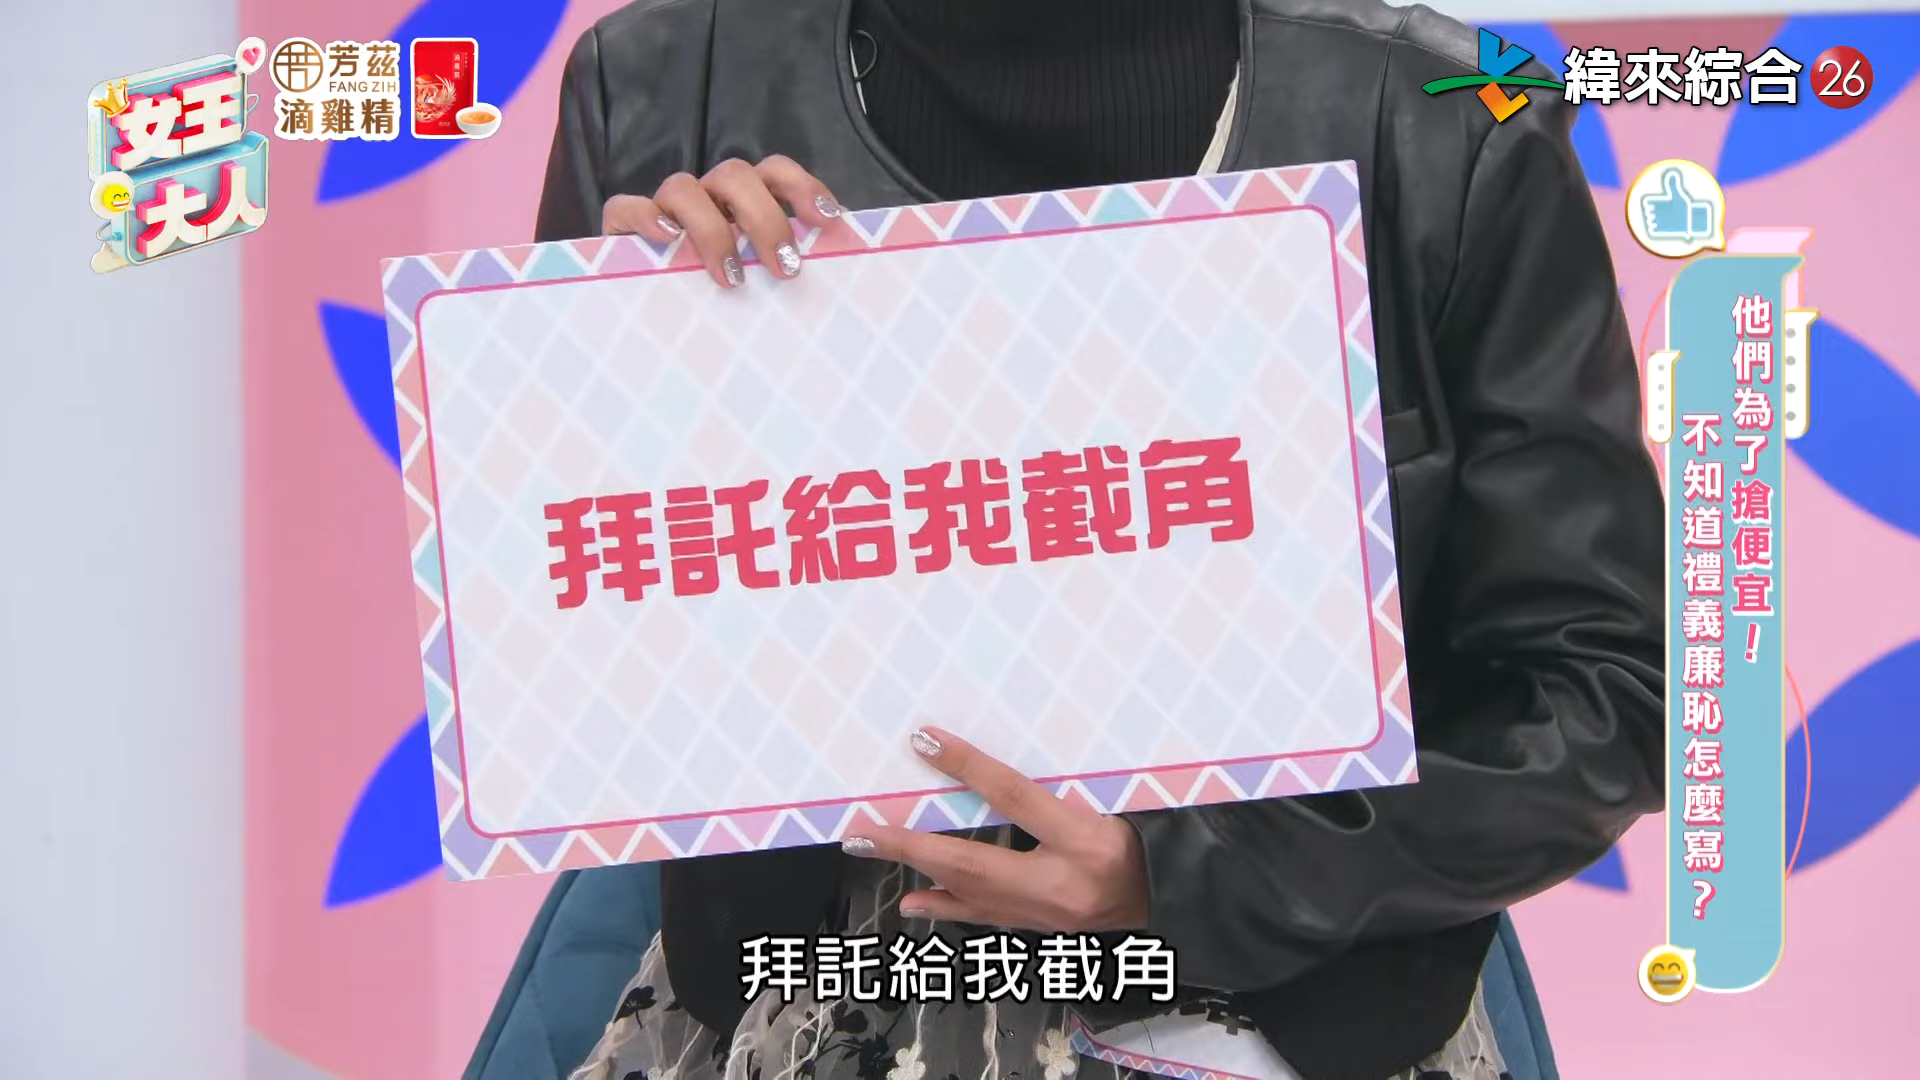 女王
大人
芳茲
FANG ZIH
滴雞精
緯來綜合 26
他們為了搶便宜！
不知道禮義廉恥怎麼寫？
拜託給我截角
拜託給我截角